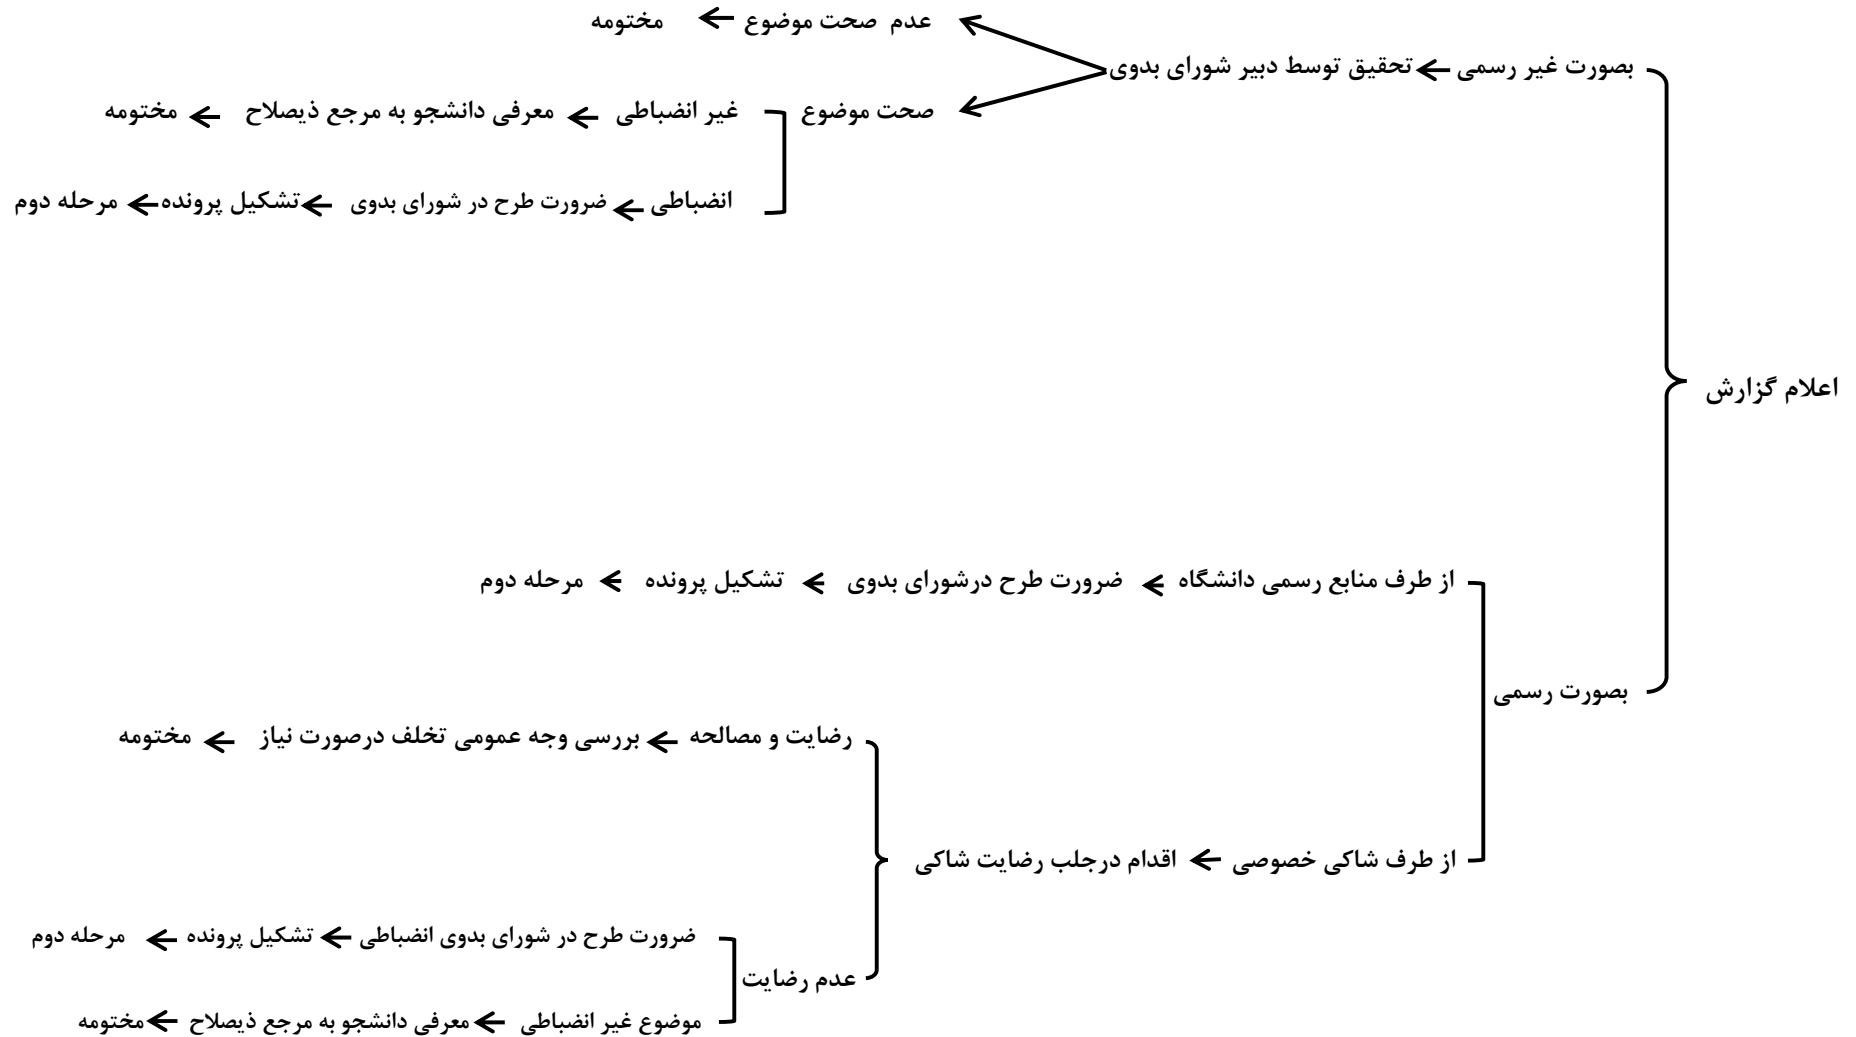 عدم صحت موضوع ← مختومه
بصورت غیر رسمی ← تحقیق توسط دبیر شورای بدوی
صحت موضوع
غیر انضباطی ← معرفی دانشجو به مرجع ذیصلاح ← مختومه
انضباطی ← ضرورت طرح در شورای بدوی ← تشکیل پرونده ← مرحله دوم
اعلام گزارش
از طرف منابع رسمی دانشگاه ← ضرورت طرح درشورای بدوی ← تشکیل پرونده ← مرحله دوم
بصورت رسمی
رضایت و مصالحه ← بررسی وجه عمومی تخلف درصورت نیاز ← مختومه
از طرف شاکی خصوصی ← اقدام درجلب رضایت شاکی
ضرورت طرح در شورای بدوی انضباطی ← تشکیل پرونده ← مرحله دوم
عدم رضایت
موضوع غیر انضباطی ← معرفی دانشجو به مرجع ذیصلاح ← مختومه